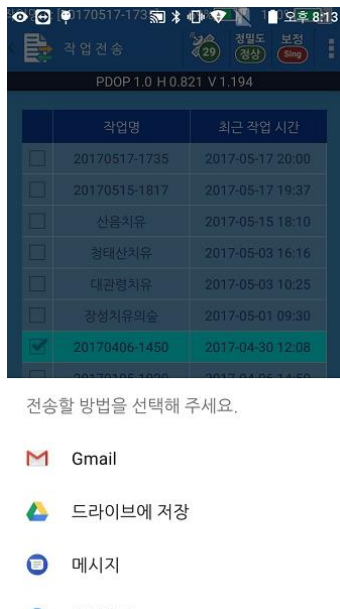 오후 8:13
작업전송
29
정밀도
정상
보정
Sing
PDOP 1.0 H 0.821 V 1.194
작업명 최근 작업 시간
20170517-1735 2017-05-17 20:00
20170515-1817 2017-05-17 19:37
산음치유 2017-05-15 18:10
청태산치유 2017-05-03 16:16
대관령치유 2017-05-03 10:25
장성치유의숲 2017-05-01 09:30
20170406-1450 2017-04-30 12:08
전송할 방법을 선택해 주세요.
Gmail
드라이브에 저장
메시지